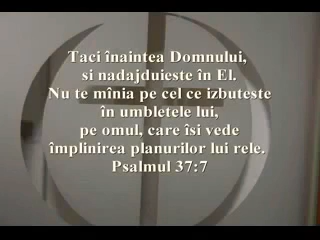 Taci înaintea Domnului,
si nadajduieste în El.
Nu te mînia pe cel ce izbuteste
în umbletele lui,
pe omul, care îsi vede
împlinirea planurilor lui rele.
Psalmul 37:7